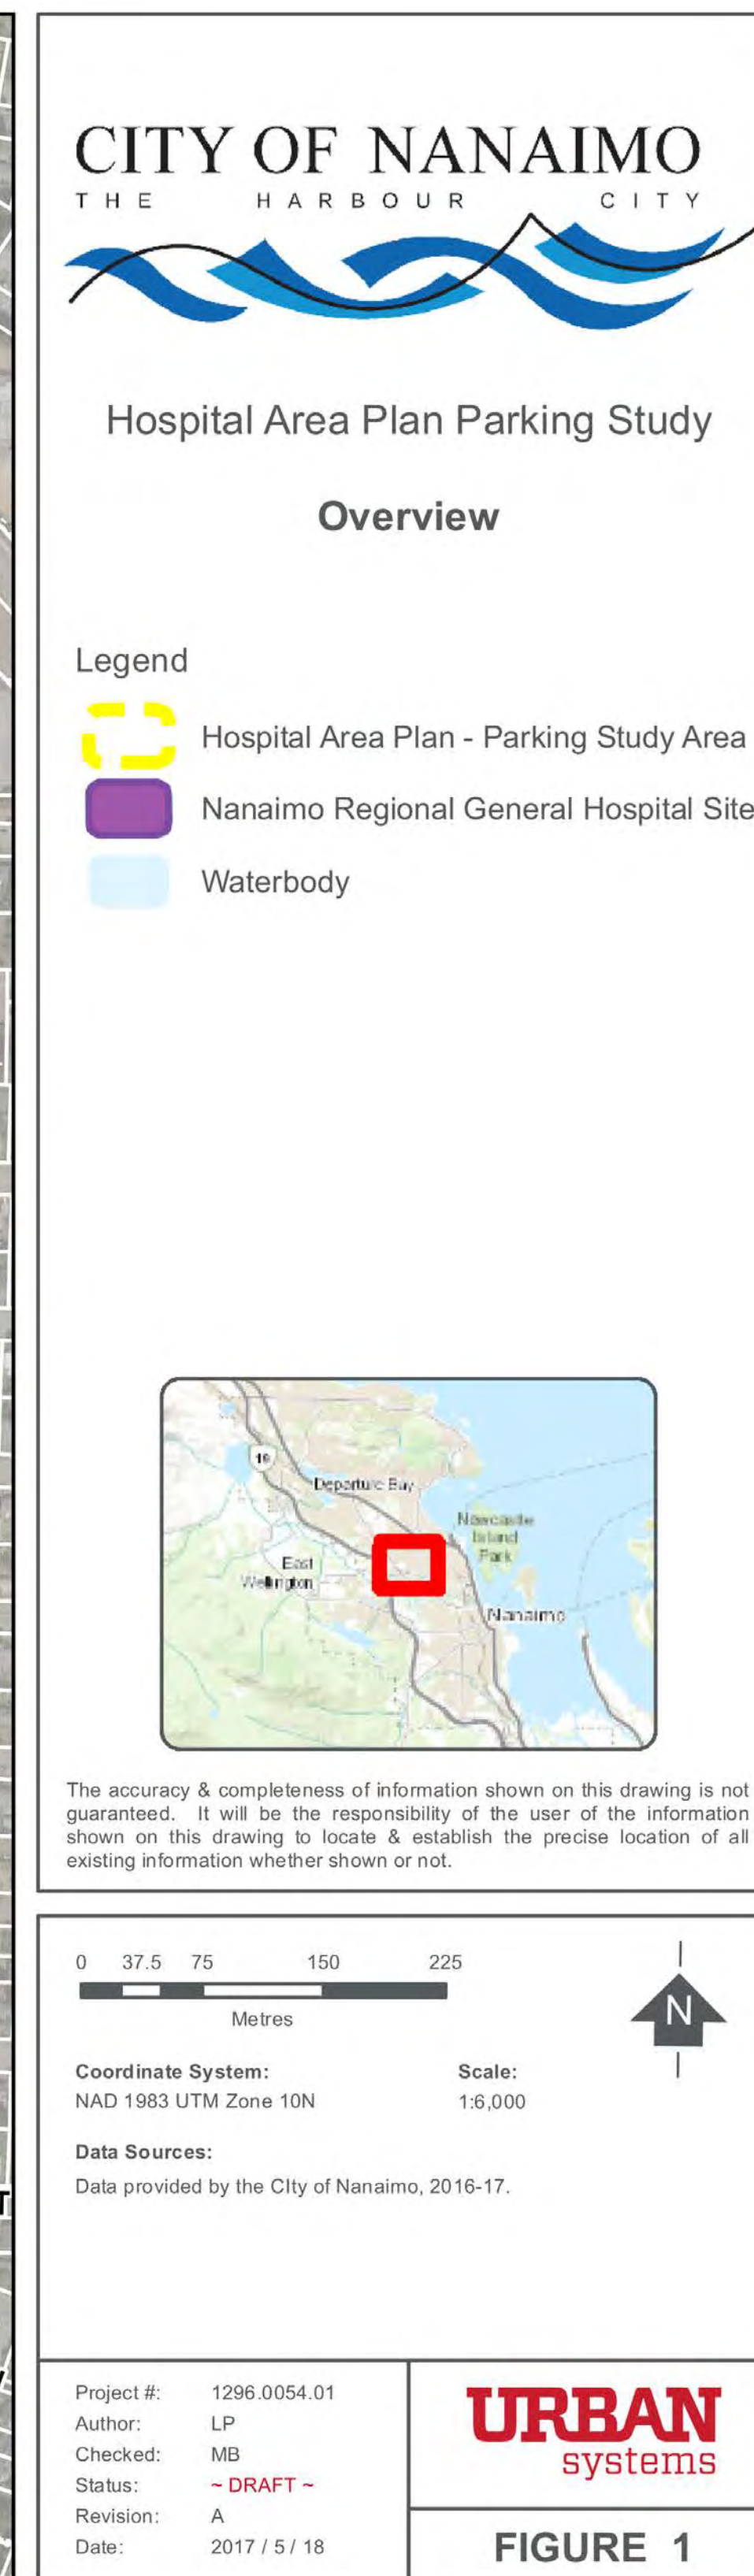 CITY OF NANAIMO
THE HARBOUR CITY
Hospital Area Plan Parking Study
Overview
Legend
Hospital Area Plan - Parking Study Area
Nanaimo Regional General Hospital Site
Waterbody
19
Departure Bay
Newcastle
Island
Park
East
Wellington
Nanaimo
The accuracy & completeness of information shown on this drawing is not
guaranteed. It will be the responsibility of the user of the information
shown on this drawing to locate & establish the precise location of all
existing information whether shown or not.
0 37.5 75 150 225
Metres
N
Coordinate System:
NAD 1983 UTM Zone 10N
Scale:
1:6,000
Data Sources:
Data provided by the CIty of Nanaimo, 2016-17.
Project #: 1296.0054.01
Author: LP
Checked: MB
Status: ~ DRAFT ~
Revision: A
Date: 2017 / 5 / 18
URBAN
systems
FIGURE 1